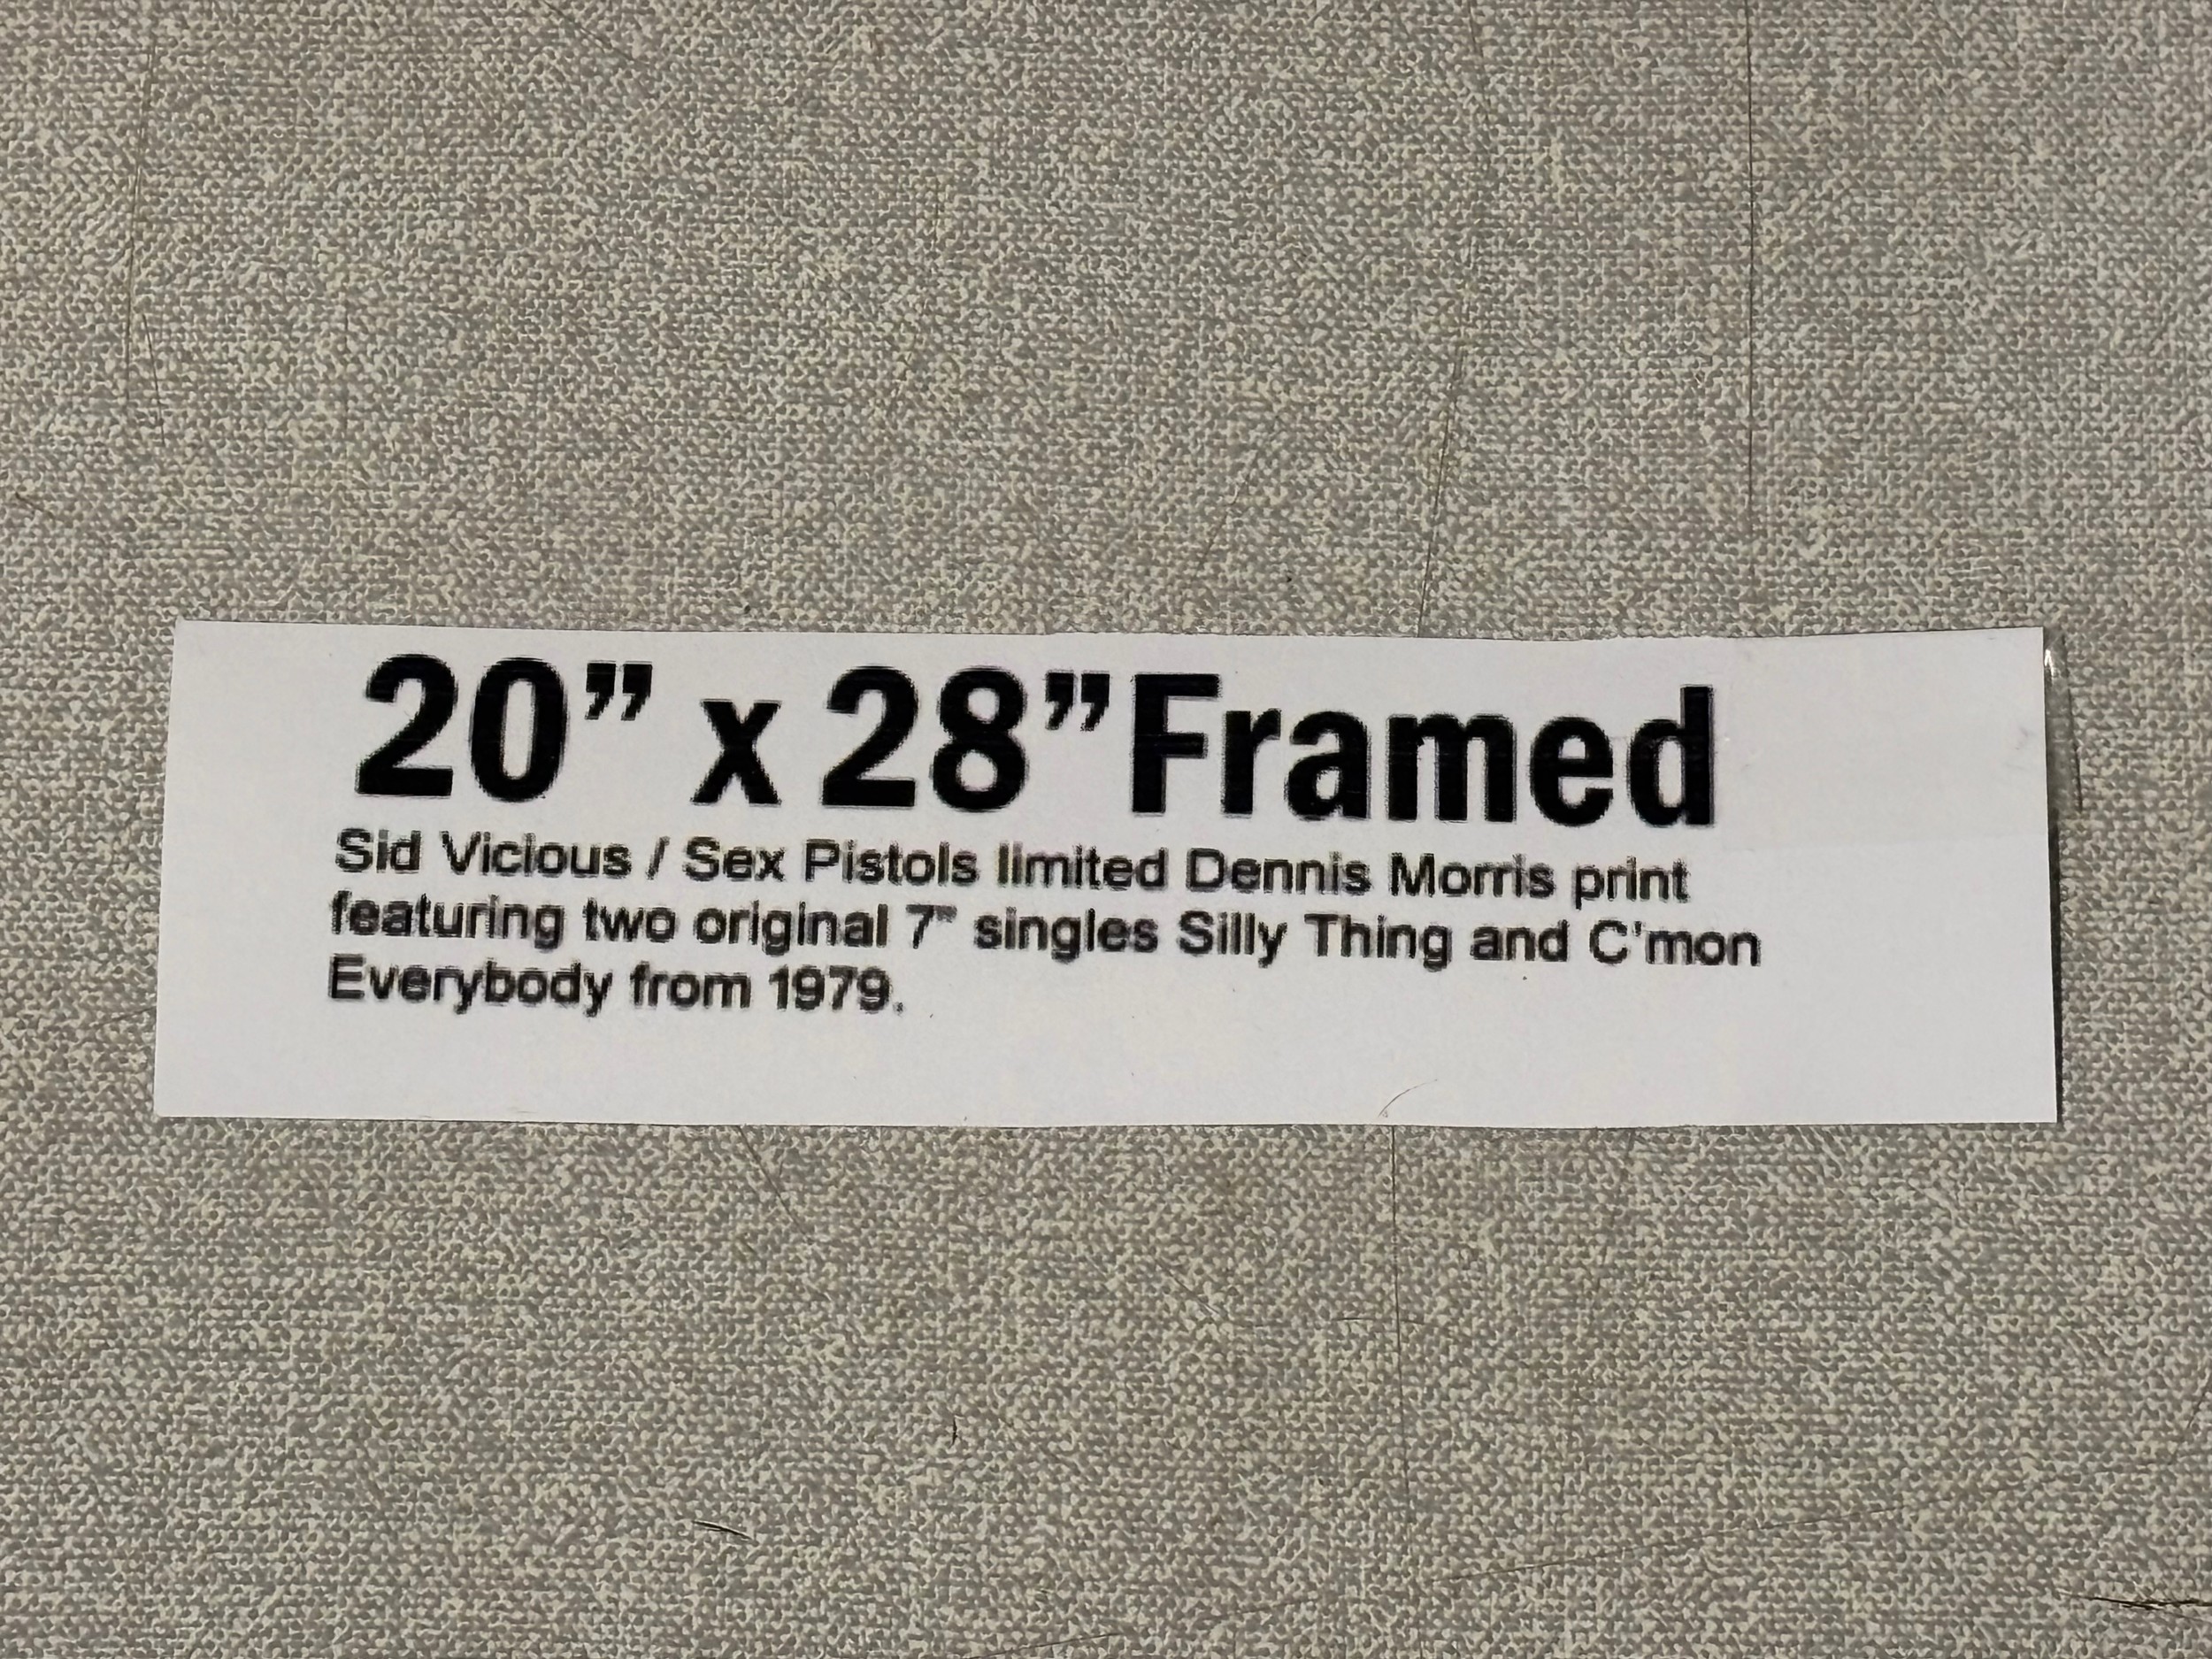 20” x 28” Framed
Sid Vicious / Sex Pistols limited Dennis Morris print
featuring two original 7" singles Silly Thing and C'mon
Everybody from 1979.